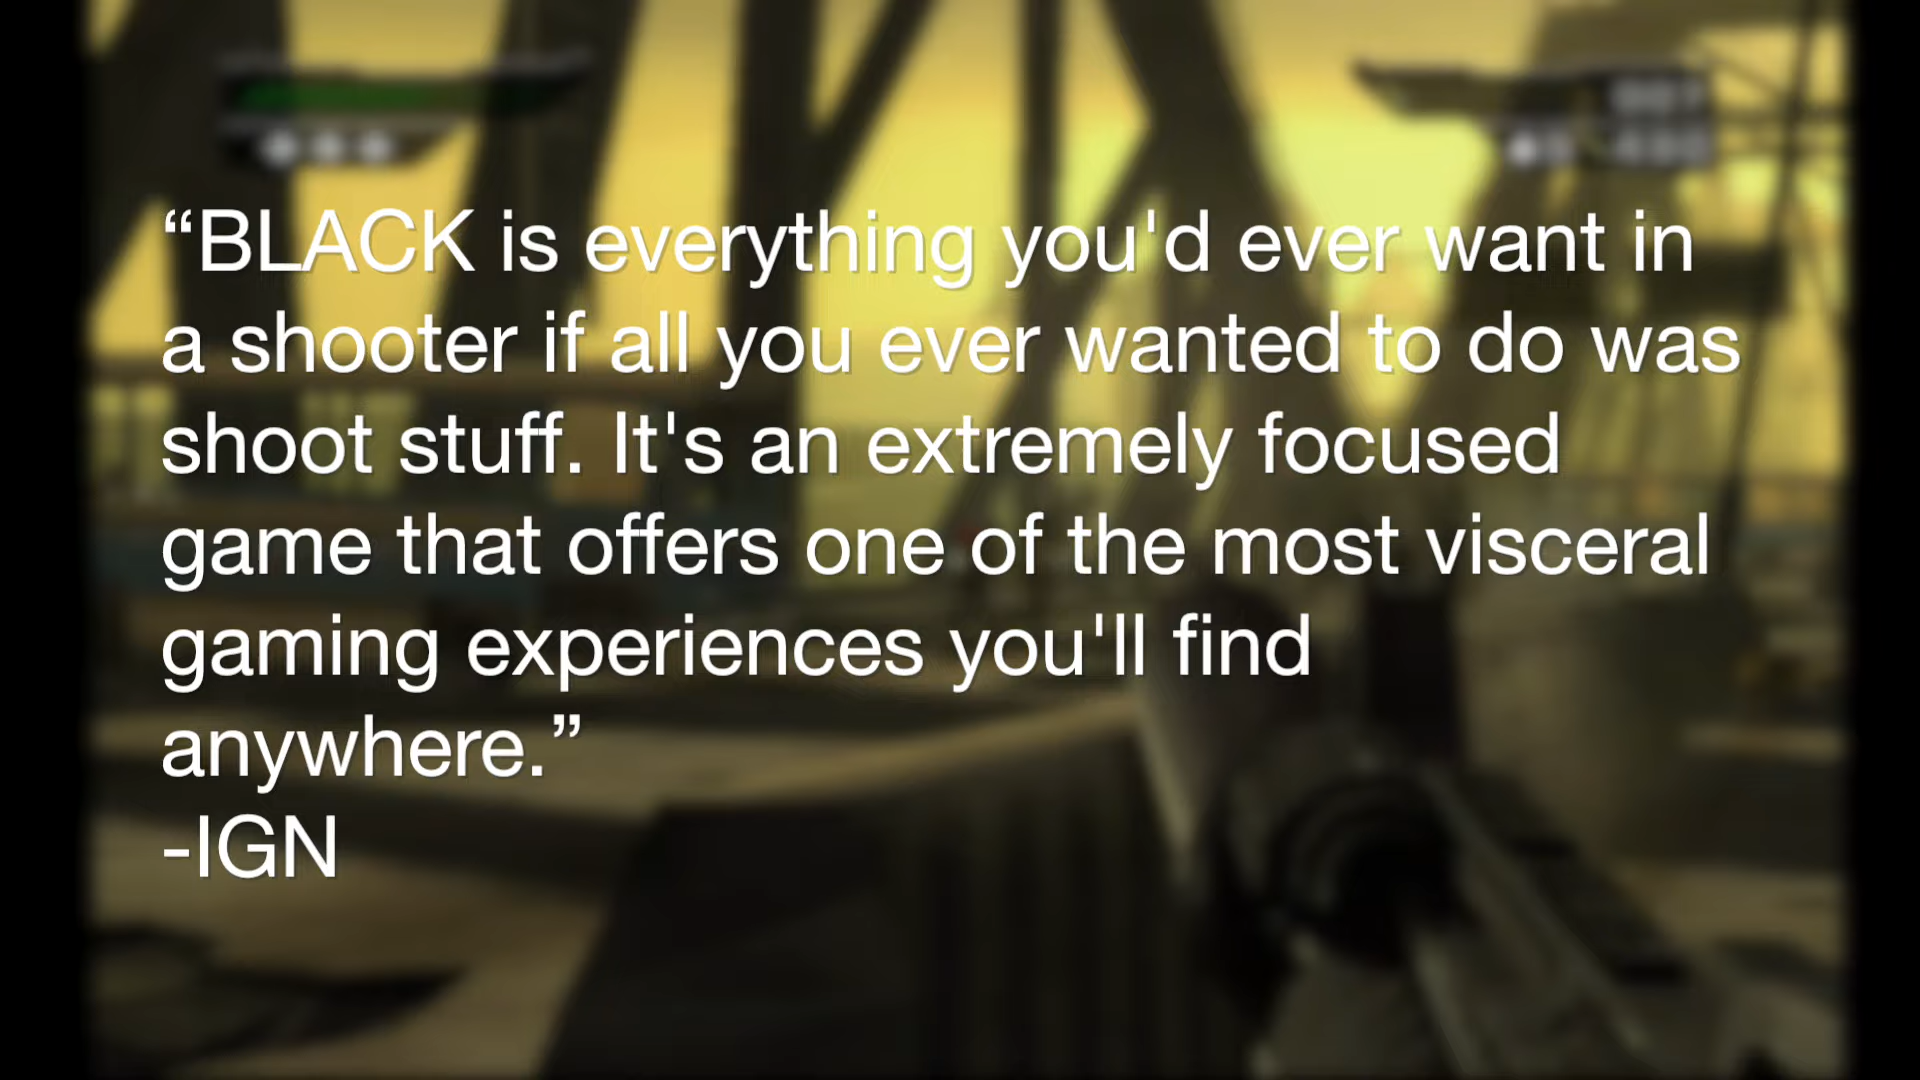 “BLACK is everything you'd ever want in
a shooter if all you ever wanted to do was
shoot stuff. It's an extremely focused
game that offers one of the most visceral
gaming experiences you'll find
anywhere.”
-IGN